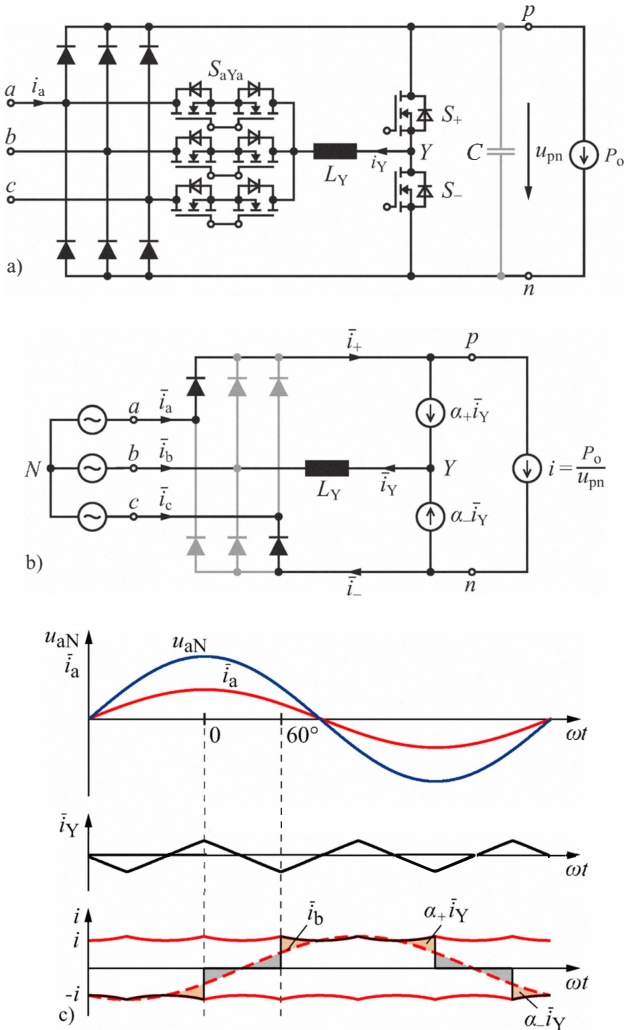 p
a
i_a
S_aYa
S_+
b
i_Y
Y
C
u_pn
P_o
c
L_Y
S_−
a)
n
ī_+
p
a
ī_a
α_+ ī_Y
N
b
ī_b
ī_Y
Y
i = P_o / u_pn
L_Y
c
ī_c
α_− ī_Y
b)
ī_−
n
u_aN
ī_a
u_aN
ī_a
0
60°
ωt
ī_Y
ωt
i
i
ī_b
α_+ ī_Y
ωt
-i
c)
α_− ī_Y